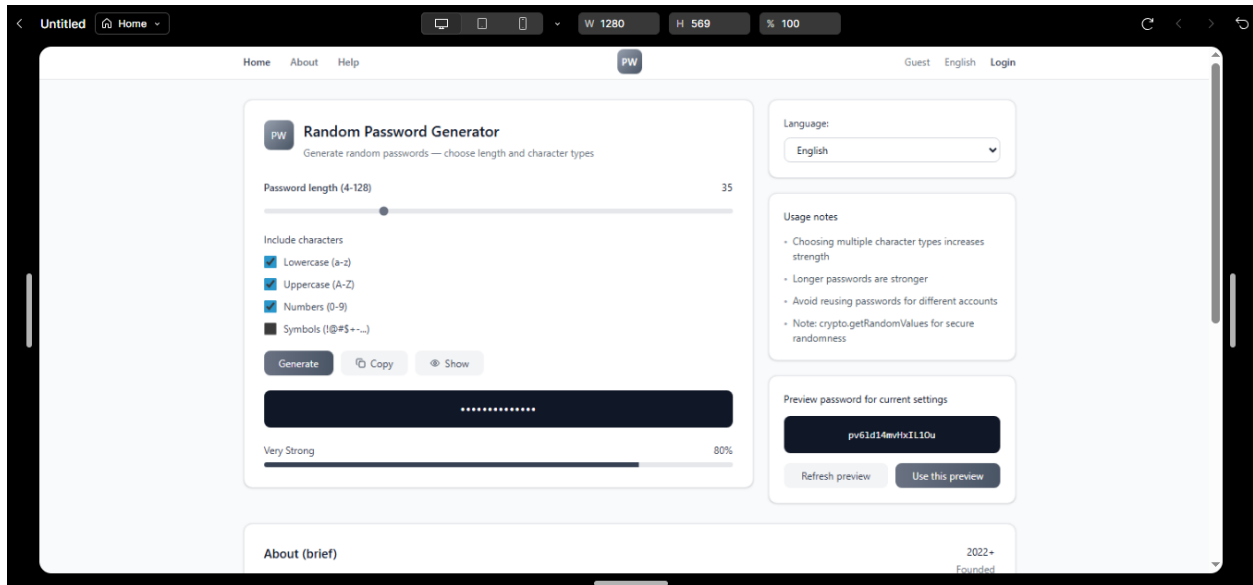 Untitled Home
W 1280 H 569 % 100
Home About Help
PW
Guest English Login
PW
Random Password Generator
Generate random passwords — choose length and character types
Password length (4-128) 35
Include characters
Lowercase (a-z)
Uppercase (A-Z)
Numbers (0-9)
Symbols (!@#$+-...)
Generate Copy Show
••••••••••••••
Very Strong 80%
Language:
English
Usage notes
• Choosing multiple character types increases
strength
• Longer passwords are stronger
• Avoid reusing passwords for different accounts
• Note: crypto.getRandomValues for secure
randomness
Preview password for current settings
Refresh preview Use this preview
About (brief)
2022+
Founded